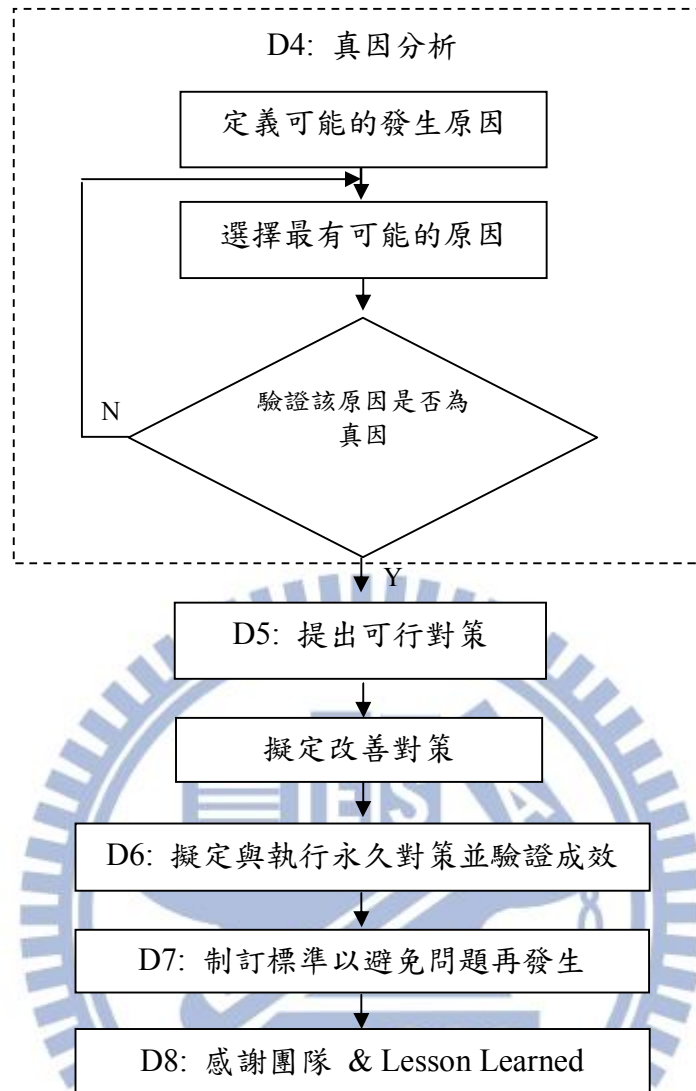 D4: 真因分析
定義可能的發生原因
選擇最有可能的原因
驗證該原因是否為
真因
N
Y
D5: 提出可行對策
擬定改善對策
D6: 擬定與執行永久對策並驗證成效
D7: 制訂標準以避免問題再發生
D8: 感謝團隊 & Lesson Learned